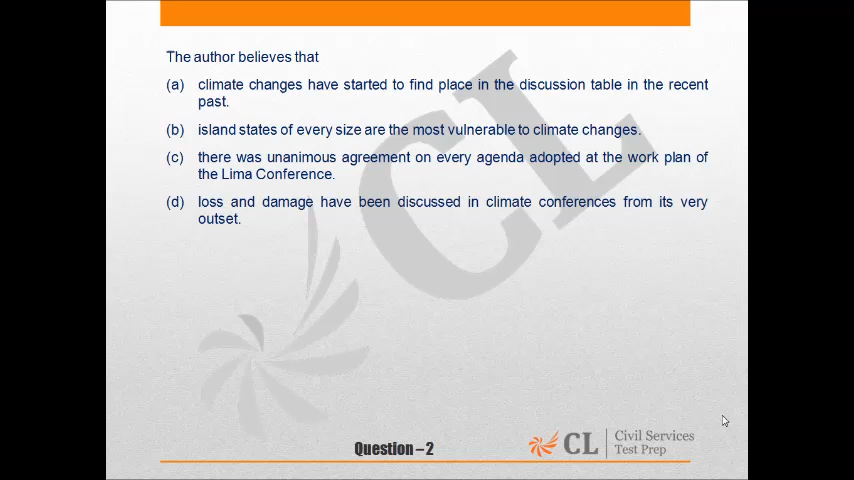 The author believes that
(a) climate changes have started to find place in the discussion table in the recent
past.
(b) island states of every size are the most vulnerable to climate changes.
(c) there was unanimous agreement on every agenda adopted at the work plan of
the Lima Conference.
(d) loss and damage have been discussed in climate conferences from its very
outset.
CL
Question – 2
CL
Civil Services
Test Prep